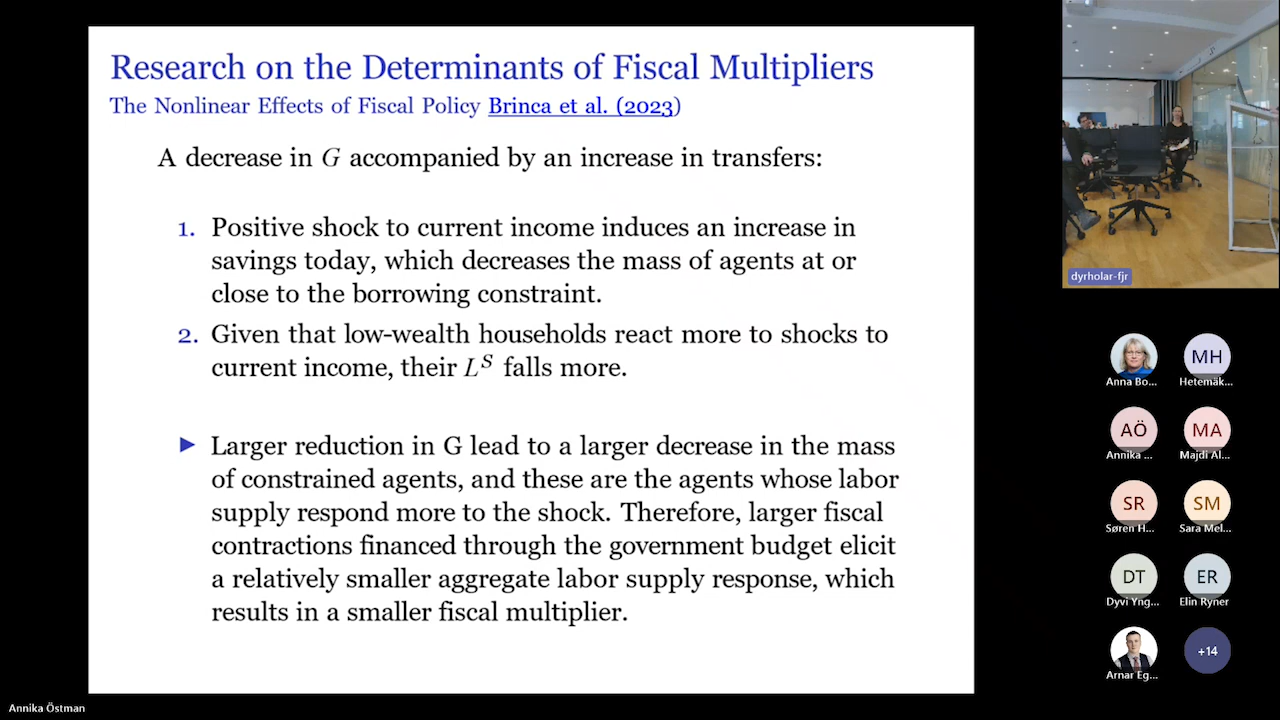 Research on the Determinants of Fiscal Multipliers
The Nonlinear Effects of Fiscal Policy Brinca et al. (2023)
A decrease in G accompanied by an increase in transfers:
1. Positive shock to current income induces an increase in
savings today, which decreases the mass of agents at or
close to the borrowing constraint.
2. Given that low-wealth households react more to shocks to
current income, their L^S falls more.
▶ Larger reduction in G lead to a larger decrease in the mass
of constrained agents, and these are the agents whose labor
supply respond more to the shock. Therefore, larger fiscal
contractions financed through the government budget elicit
a relatively smaller aggregate labor supply response, which
results in a smaller fiscal multiplier.
dyrholar-fjr
Anna Bo...
MH
Hetemäk...
AÖ
Annika ...
MA
Majdi Al...
SR
Søren H...
SM
Sara Mel...
DT
Dyvi Yng...
ER
Elin Ryner
Arnar Eg...
+14
Annika Östman